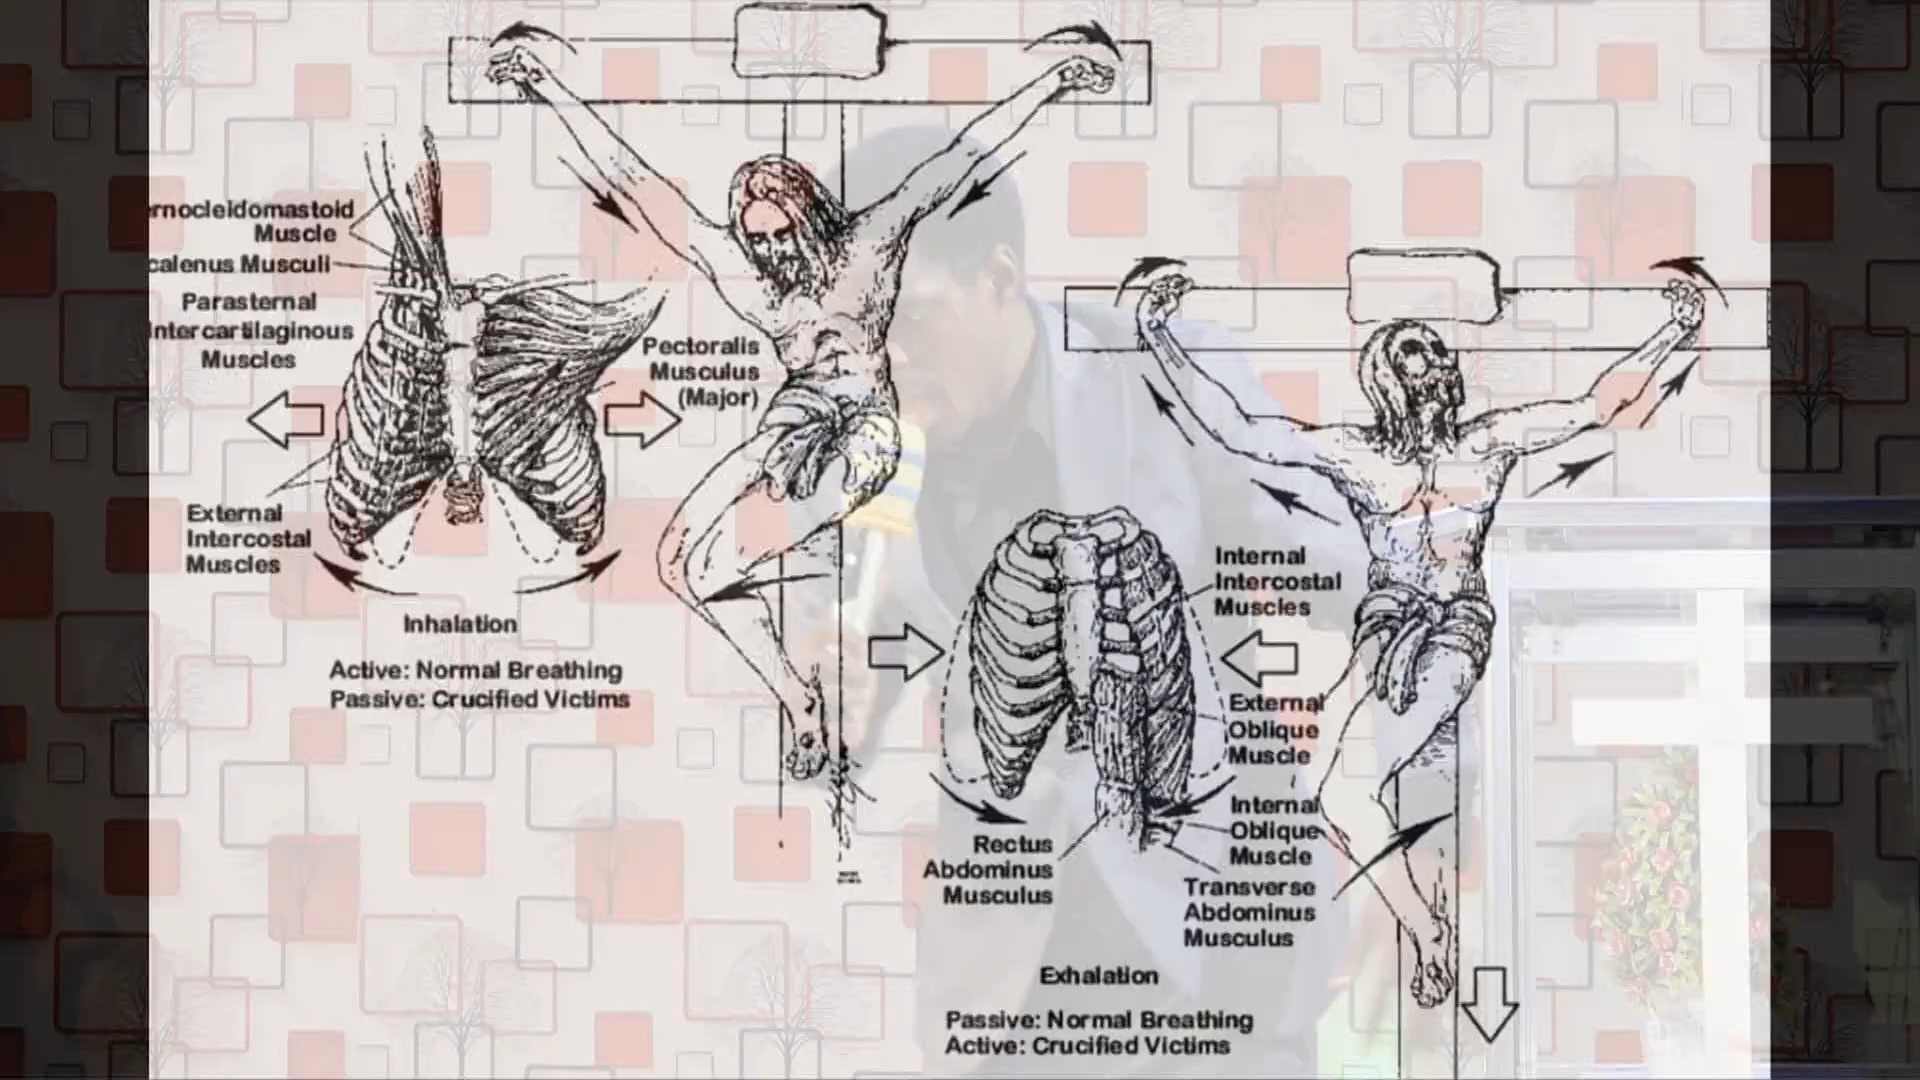 rnocleidomastoid
Muscle
calenus Musculi
Parasternal
Intercartilaginous
Muscles
Pectoralis
Musculus
(Major)
External
Intercostal
Muscles
Inhalation
Active: Normal Breathing
Passive: Crucified Victims
Internal
Intercostal
Muscles
External
Oblique
Muscle
Internal
Oblique
Muscle
Rectus
Abdominus
Musculus
Transverse
Abdominus
Musculus
Exhalation
Passive: Normal Breathing
Active: Crucified Victims